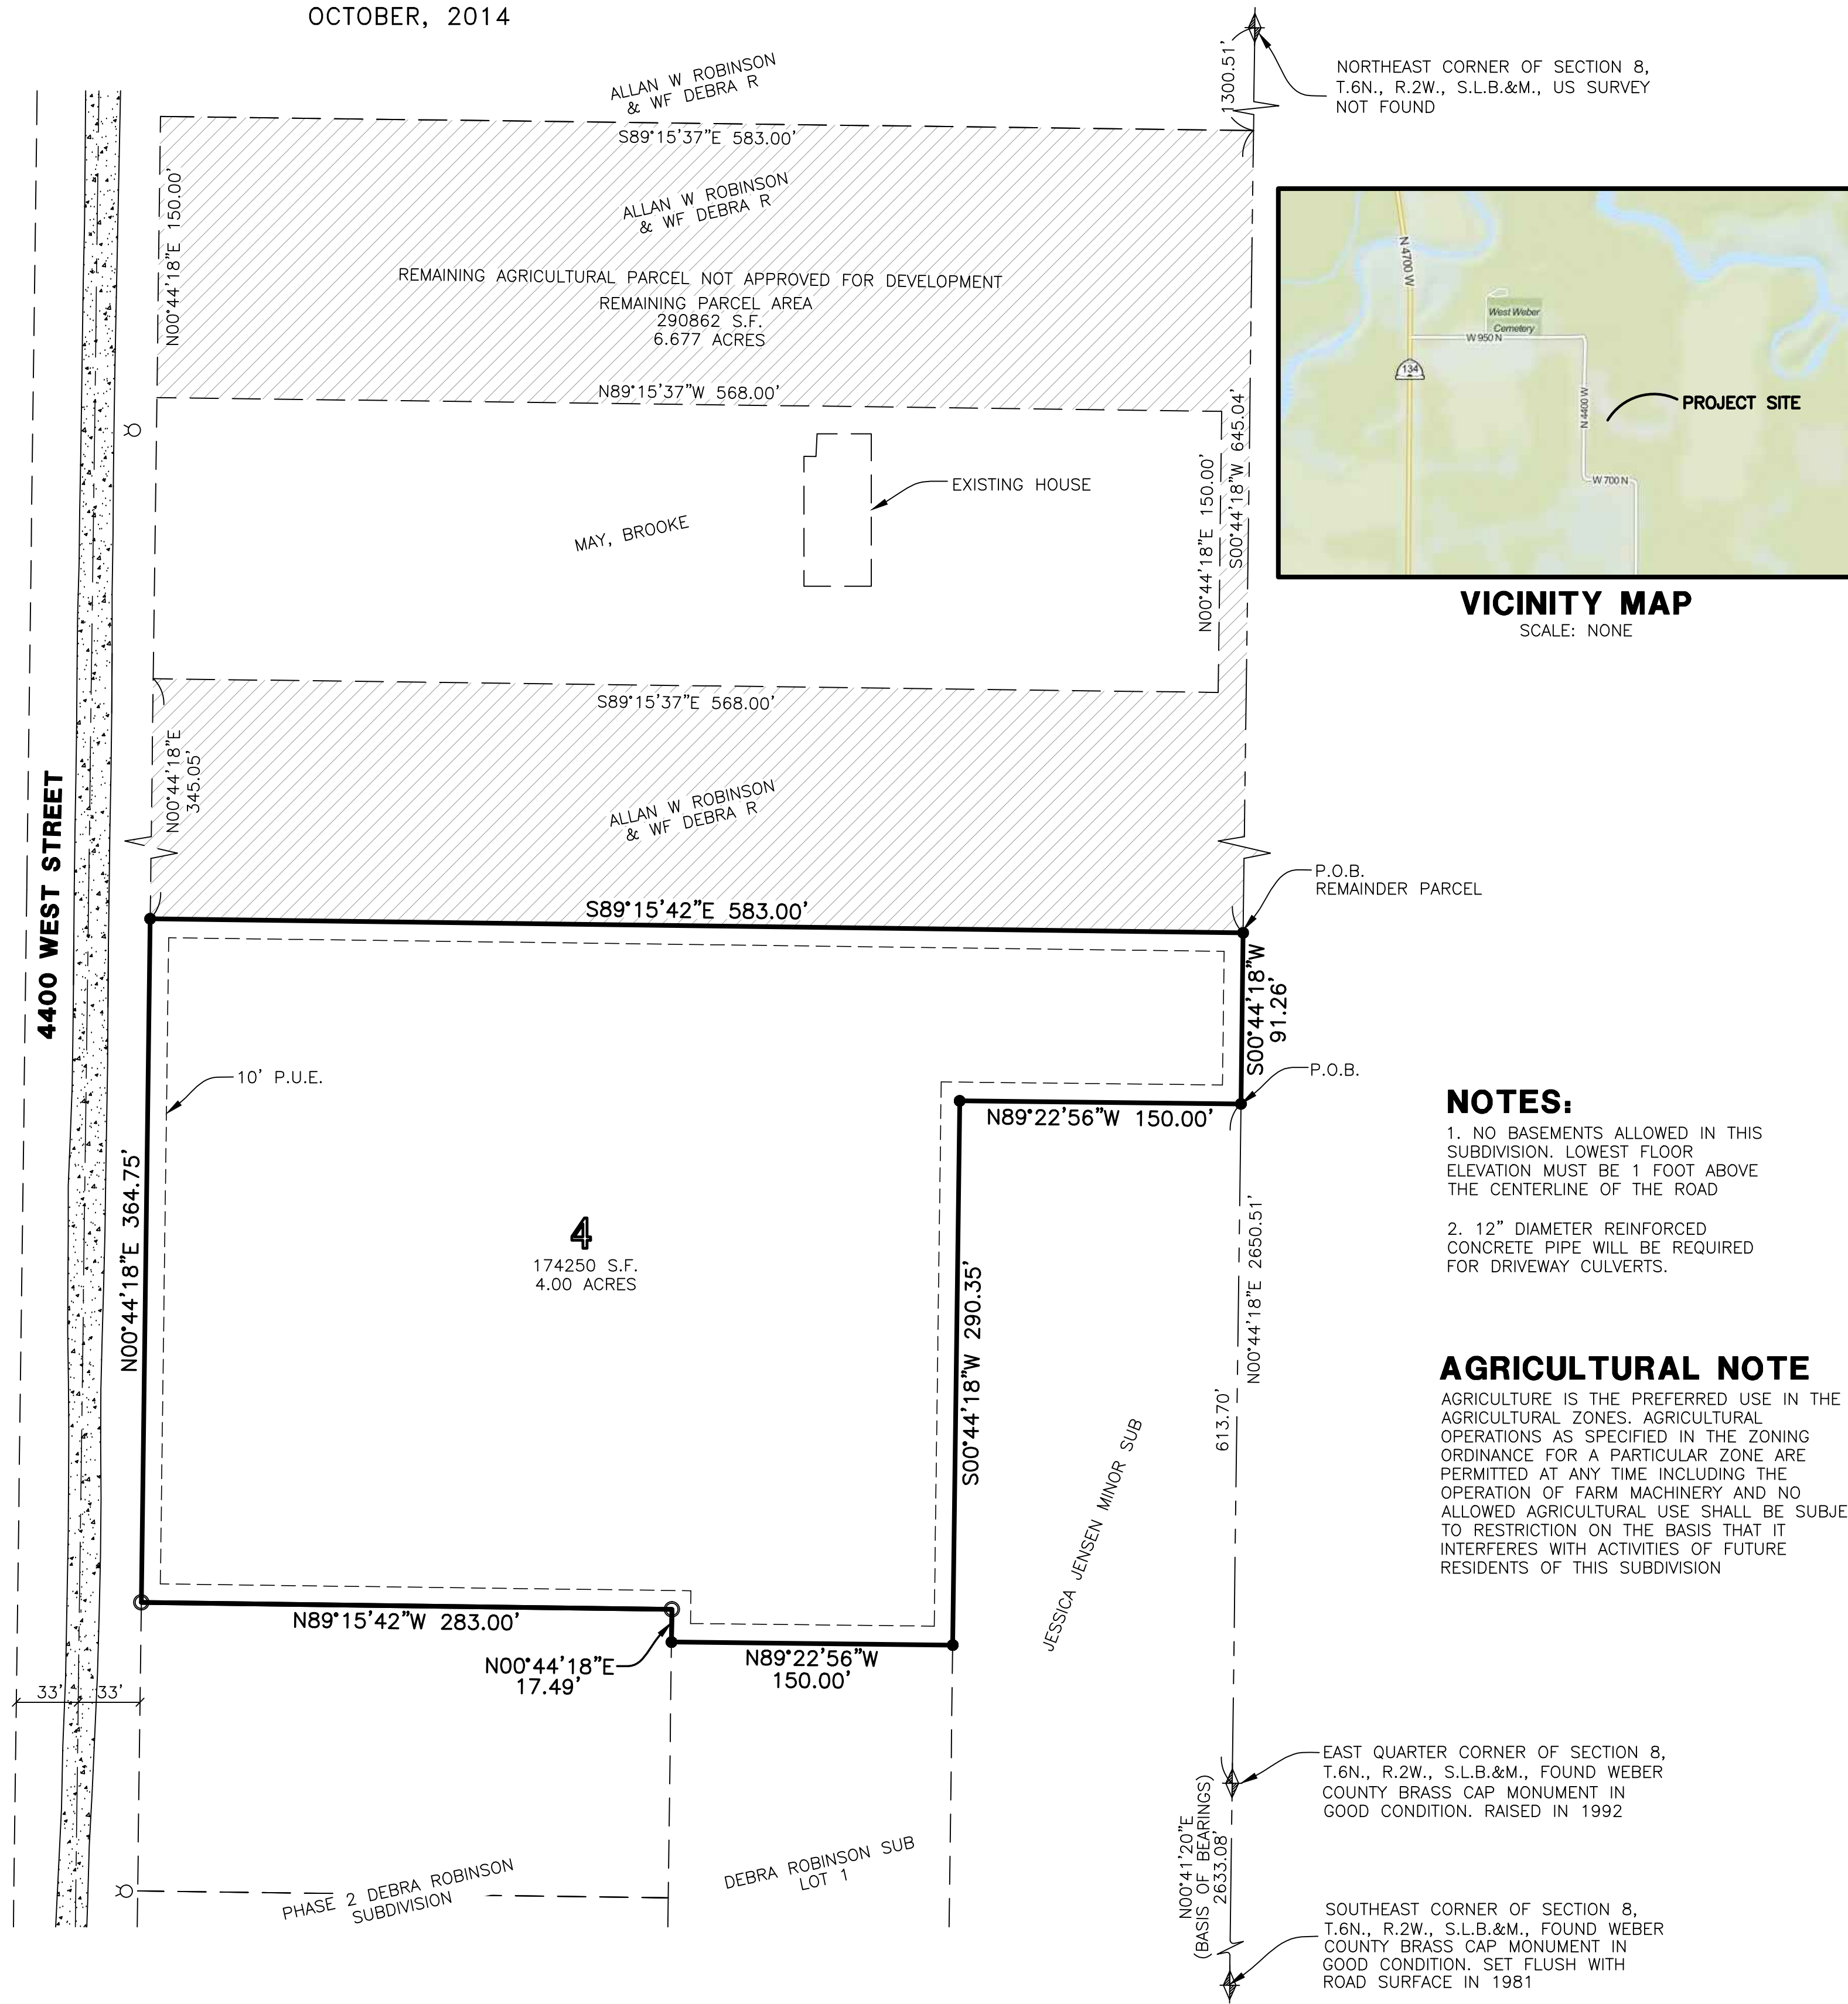 OCTOBER, 2014
ALLAN W ROBINSON
& WF DEBRA R
1300.51'
NORTHEAST CORNER OF SECTION 8,
T.6N., R.2W., S.L.B.&M., US SURVEY
NOT FOUND
S89°15'37"E 583.00'
N00°44'18"E 150.00'
ALLAN W ROBINSON
& WF DEBRA R
REMAINING AGRICULTURAL PARCEL NOT APPROVED FOR DEVELOPMENT
REMAINING PARCEL AREA
290862 S.F.
6.677 ACRES
N89°15'37"W 568.00'
N 4700 W
West Weber
Cemetery
W 950 N
134
N 4400 W
PROJECT SITE
W 700 N
VICINITY MAP
SCALE: NONE
EXISTING HOUSE
MAY, BROOKE
N00°44'18"E 150.00'
S00°44'18"W 645.04'
S89°15'37"E 568.00'
N00°44'18"E
345.05'
ALLAN W ROBINSON
& WF DEBRA R
4400 WEST STREET
P.O.B.
REMAINDER PARCEL
S89°15'42"E 583.00'
S00°44'18"W
91.26'
10' P.U.E.
P.O.B.
N89°22'56"W 150.00'
NOTES:
1. NO BASEMENTS ALLOWED IN THIS
SUBDIVISION. LOWEST FLOOR
ELEVATION MUST BE 1 FOOT ABOVE
THE CENTERLINE OF THE ROAD
2. 12" DIAMETER REINFORCED
CONCRETE PIPE WILL BE REQUIRED
FOR DRIVEWAY CULVERTS.
N00°44'18"E 364.75'
4
174250 S.F.
4.00 ACRES
S00°44'18"W 290.35'
N00°44'18"E 2650.51'
613.70'
JESSICA JENSEN MINOR SUB
AGRICULTURAL NOTE
AGRICULTURE IS THE PREFERRED USE IN THE
AGRICULTURAL ZONES. AGRICULTURAL
OPERATIONS AS SPECIFIED IN THE ZONING
ORDINANCE FOR A PARTICULAR ZONE ARE
PERMITTED AT ANY TIME INCLUDING THE
OPERATION OF FARM MACHINERY AND NO
ALLOWED AGRICULTURAL USE SHALL BE SUBJE
TO RESTRICTION ON THE BASIS THAT IT
INTERFERES WITH ACTIVITIES OF FUTURE
RESIDENTS OF THIS SUBDIVISION
N89°15'42"W 283.00'
N00°44'18"E
17.49'
N89°22'56"W
150.00'
33' 33'
EAST QUARTER CORNER OF SECTION 8,
T.6N., R.2W., S.L.B.&M., FOUND WEBER
COUNTY BRASS CAP MONUMENT IN
GOOD CONDITION. RAISED IN 1992
N00°41'20"E
(BASIS OF BEARINGS)
2633.08'
PHASE 2 DEBRA ROBINSON
SUBDIVISION
DEBRA ROBINSON SUB
LOT 1
SOUTHEAST CORNER OF SECTION 8,
T.6N., R.2W., S.L.B.&M., FOUND WEBER
COUNTY BRASS CAP MONUMENT IN
GOOD CONDITION. SET FLUSH WITH
ROAD SURFACE IN 1981